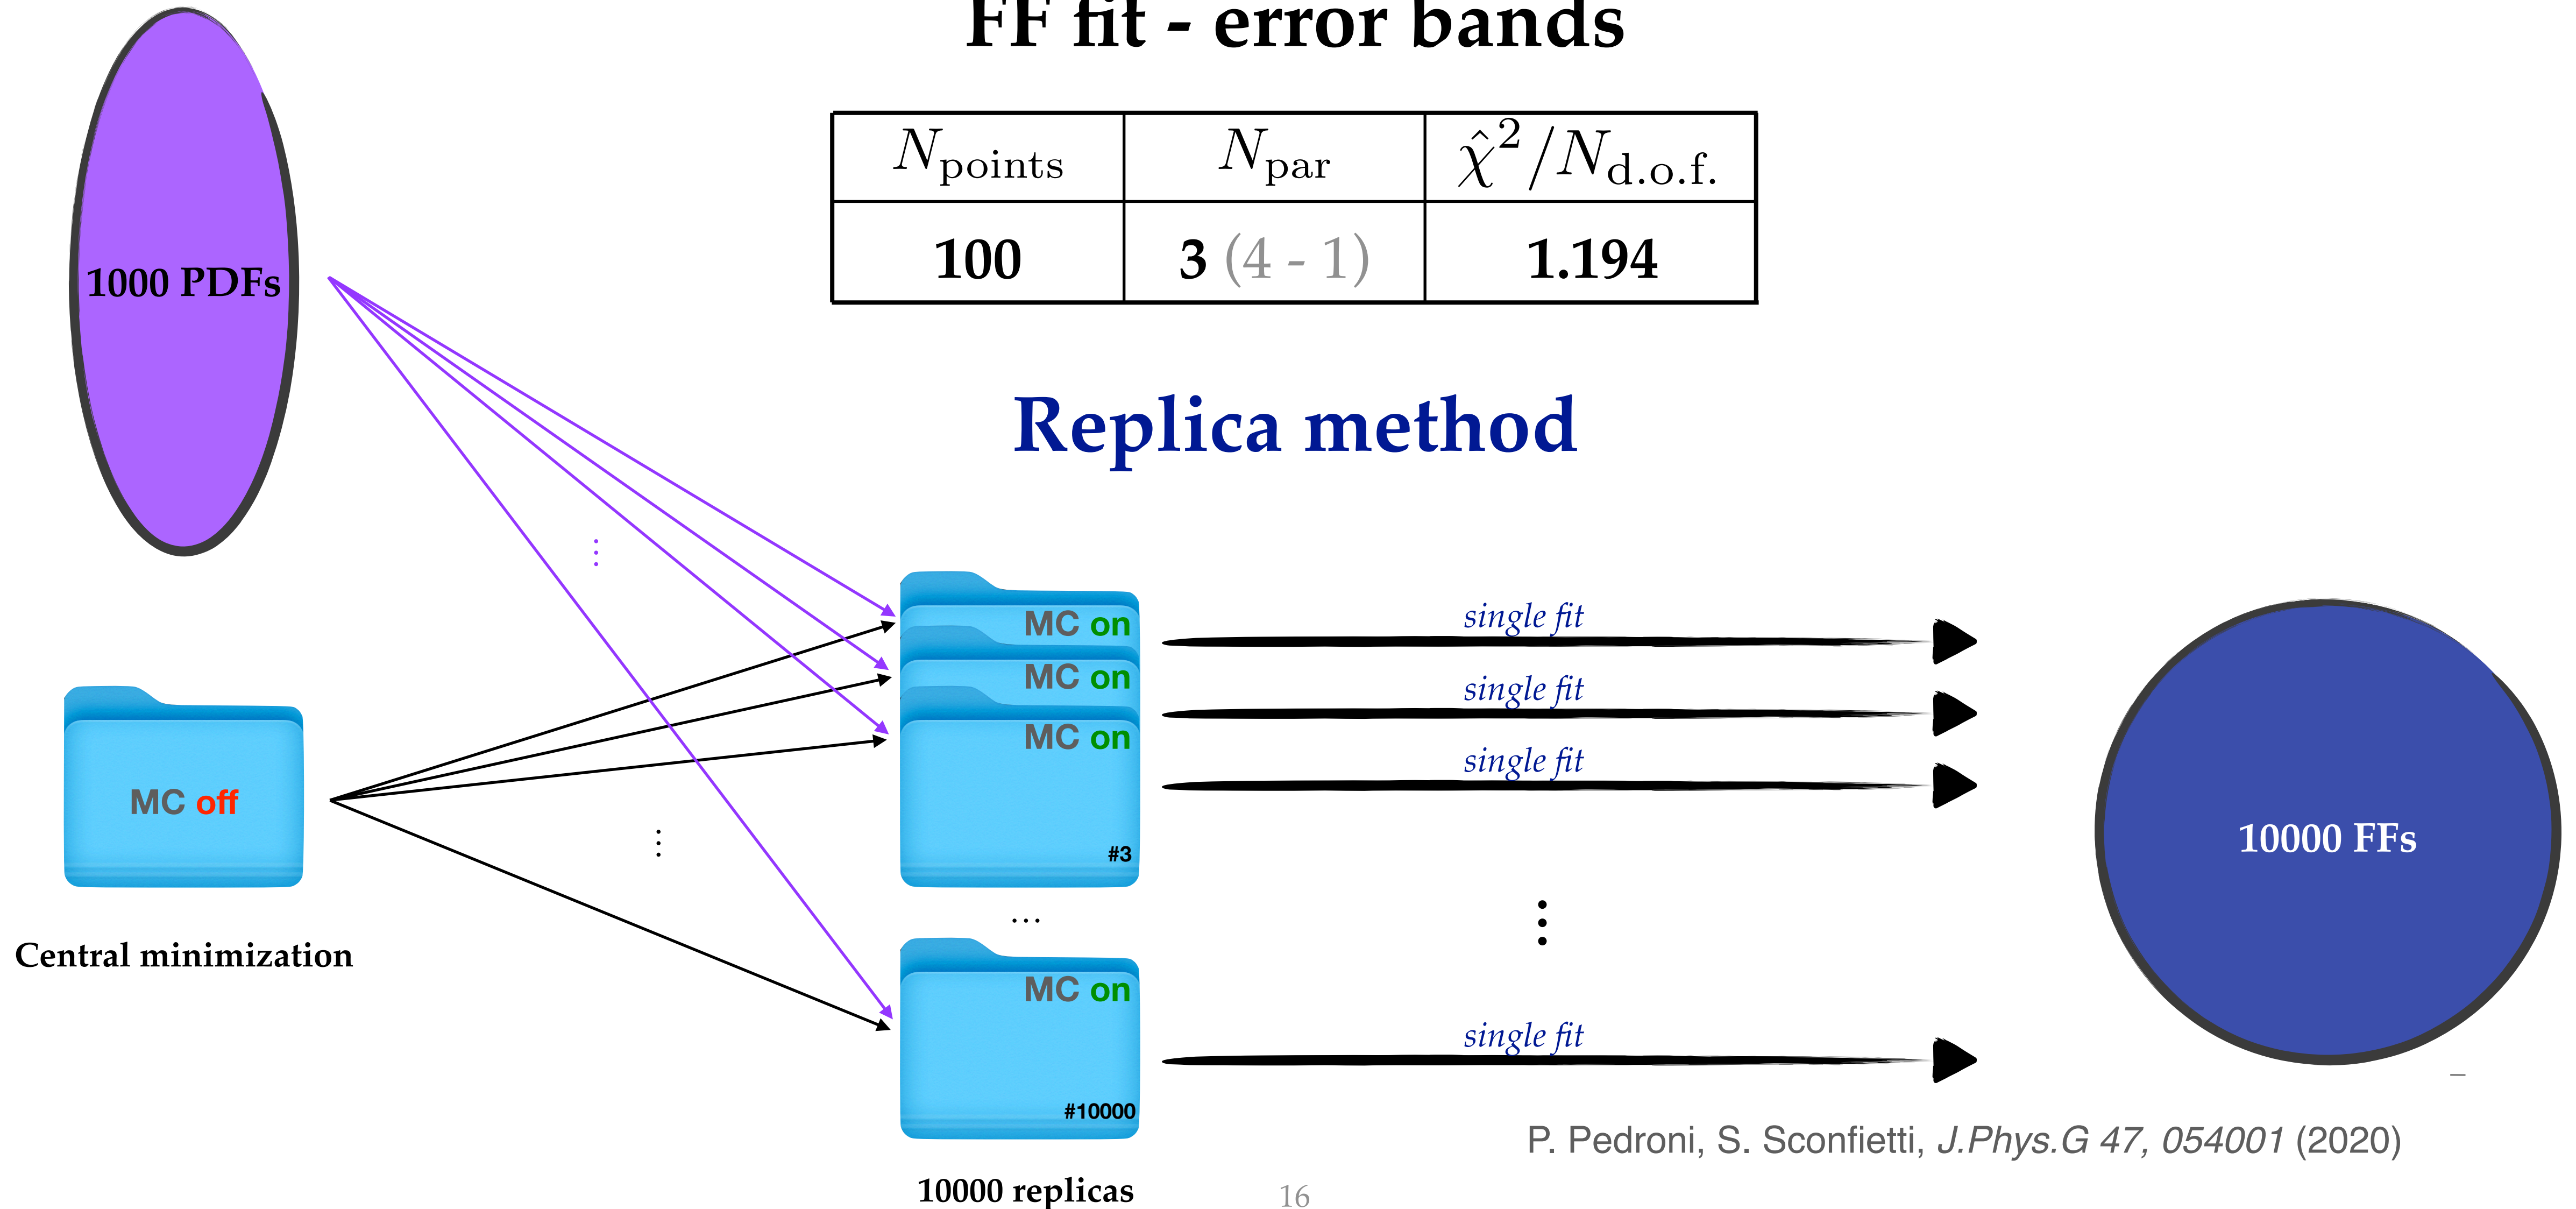 FF fit - error bands
N_points N_par χ̂²/N_d.o.f.
100 3 (4 - 1) 1.194
1000 PDFs
Replica method
⋮
MC on
single fit
MC on
single fit
MC on
single fit
MC off
⋮
#3
10000 FFs
...
⋮
Central minimization
MC on
single fit
#10000
P. Pedroni, S. Sconfietti, J.Phys.G 47, 054001 (2020)
10000 replicas
16